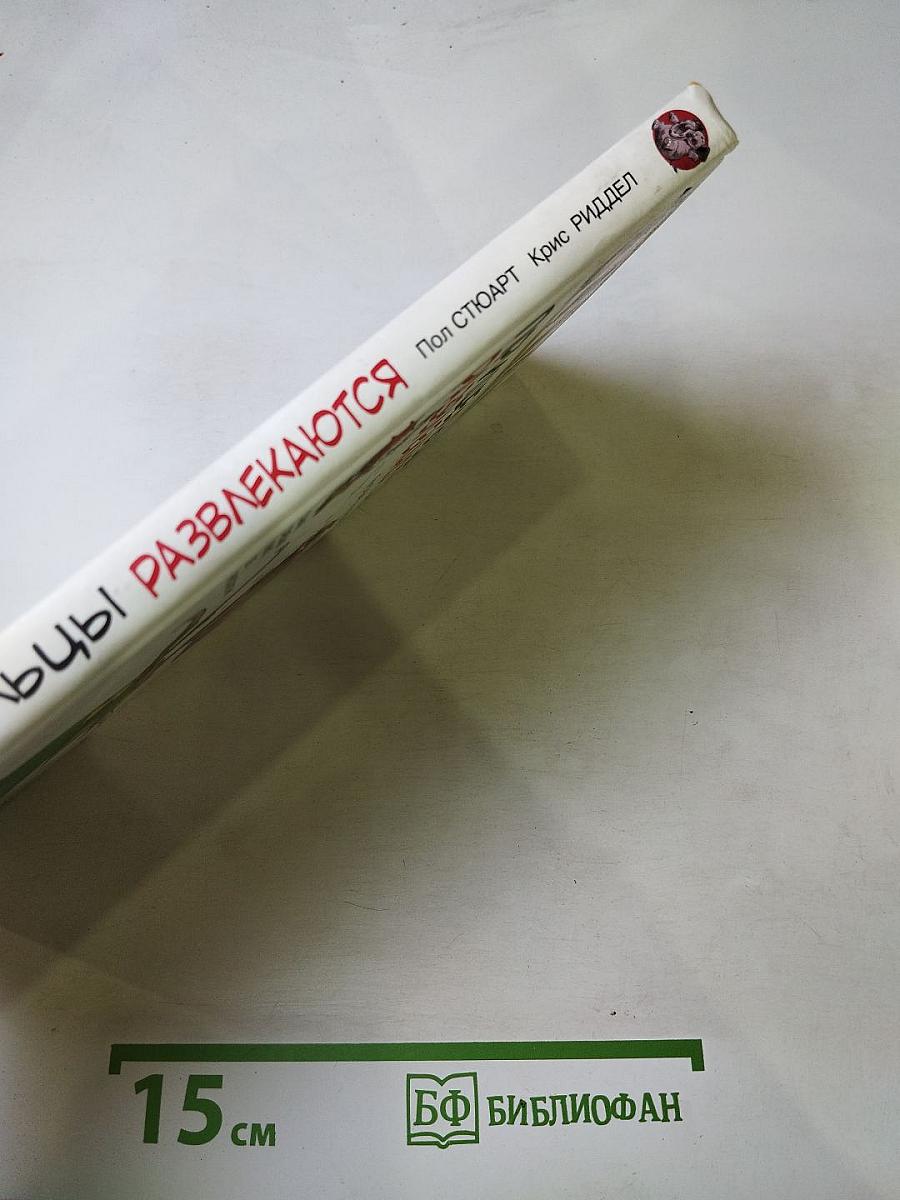 ЬЦЫ РАЗВЛЕКАЮТСЯ Пол СТЮАРТ Крис РИДДЕЛ
15 см
БФ БИБЛИОФАН